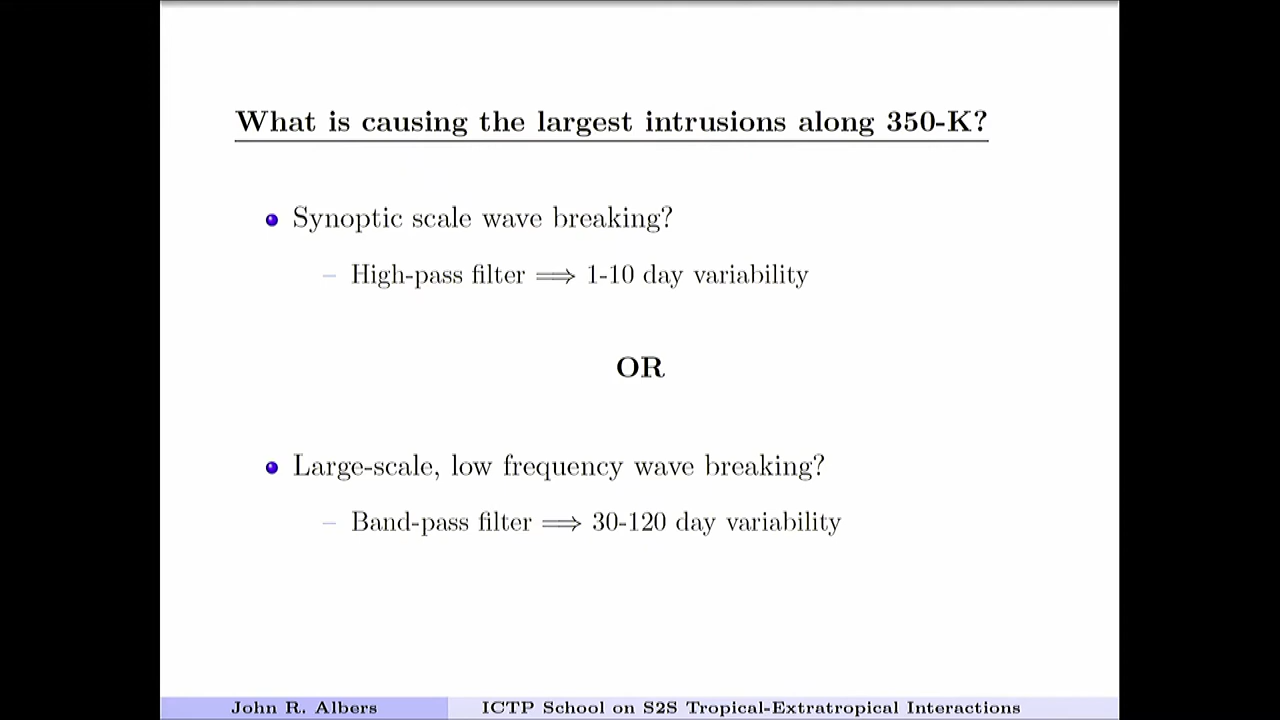 What is causing the largest intrusions along 350-K?
Synoptic scale wave breaking?
– High-pass filter ⟹ 1-10 day variability
OR
Large-scale, low frequency wave breaking?
– Band-pass filter ⟹ 30-120 day variability
John R. Albers
ICTP School on S2S Tropical-Extratropical Interactions